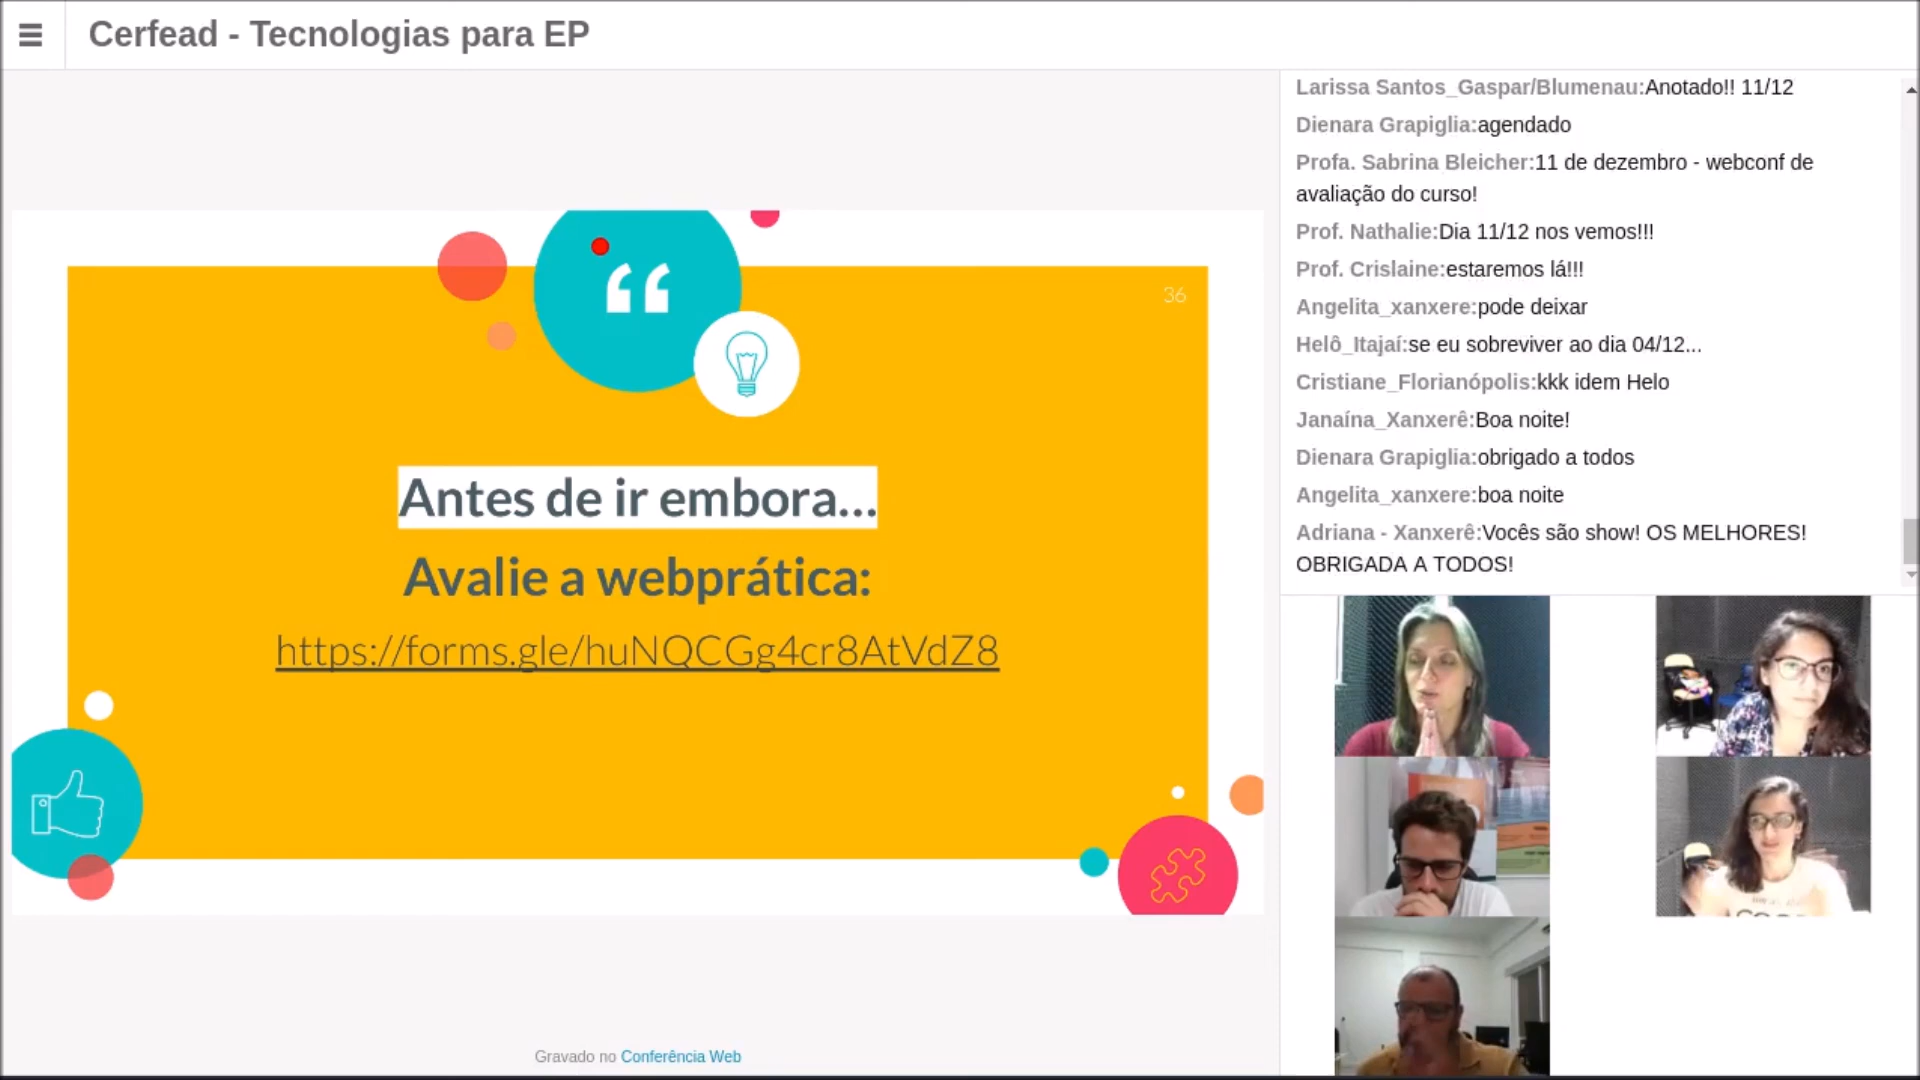 Cerfead - Tecnologias para EP
36
Antes de ir embora...
Avalie a webprática:
https://forms.gle/huNQCGg4cr8AtVdZ8
Gravado no Conferência Web
Larissa Santos_Gaspar/Blumenau:Anotado!! 11/12
Dienara Grapiglia:agendado
Profa. Sabrina Bleicher:11 de dezembro - webconf de
avaliação do curso!
Prof. Nathalie:Dia 11/12 nos vemos!!!
Prof. Crislaine:estaremos lá!!!
Angelita_xanxere:pode deixar
Helô_Itajaí:se eu sobreviver ao dia 04/12...
Cristiane_Florianópolis:kkk idem Helo
Janaína_Xanxerê:Boa noite!
Dienara Grapiglia:obrigado a todos
Angelita_xanxere:boa noite
Adriana - Xanxerê:Vocês são show! OS MELHORES!
OBRIGADA A TODOS!